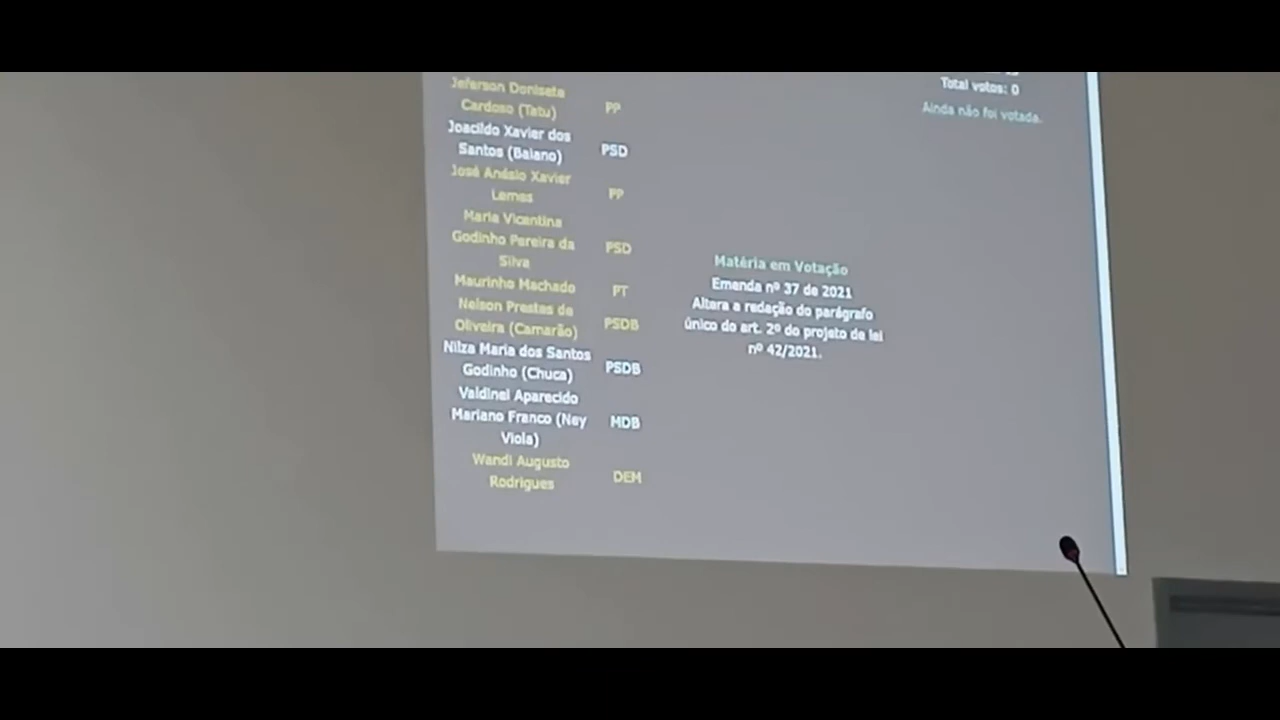 Total votos: 0
Ainda não foi votada.
Jeferson Donisete
Cardoso (Tatu) PP
Joacildo Xavier dos
Santos (Baiano) PSD
José Anésio Xavier
Lemes PP
Maria Vicentina
Godinho Pereira da
Silva PSD
Maurinho Machado PT
Nelson Prestes de
Oliveira (Camarão) PSDB
Nilza Maria dos Santos
Godinho (Chuca) PSDB
Valdinei Aparecido
Mariano Franco (Ney
Viola) MDB
Wandi Augusto
Rodrigues DEM
Matéria em Votação
Emenda nº 37 de 2021
Altera a redação do parágrafo
único do art. 2º do projeto de lei
nº 42/2021.